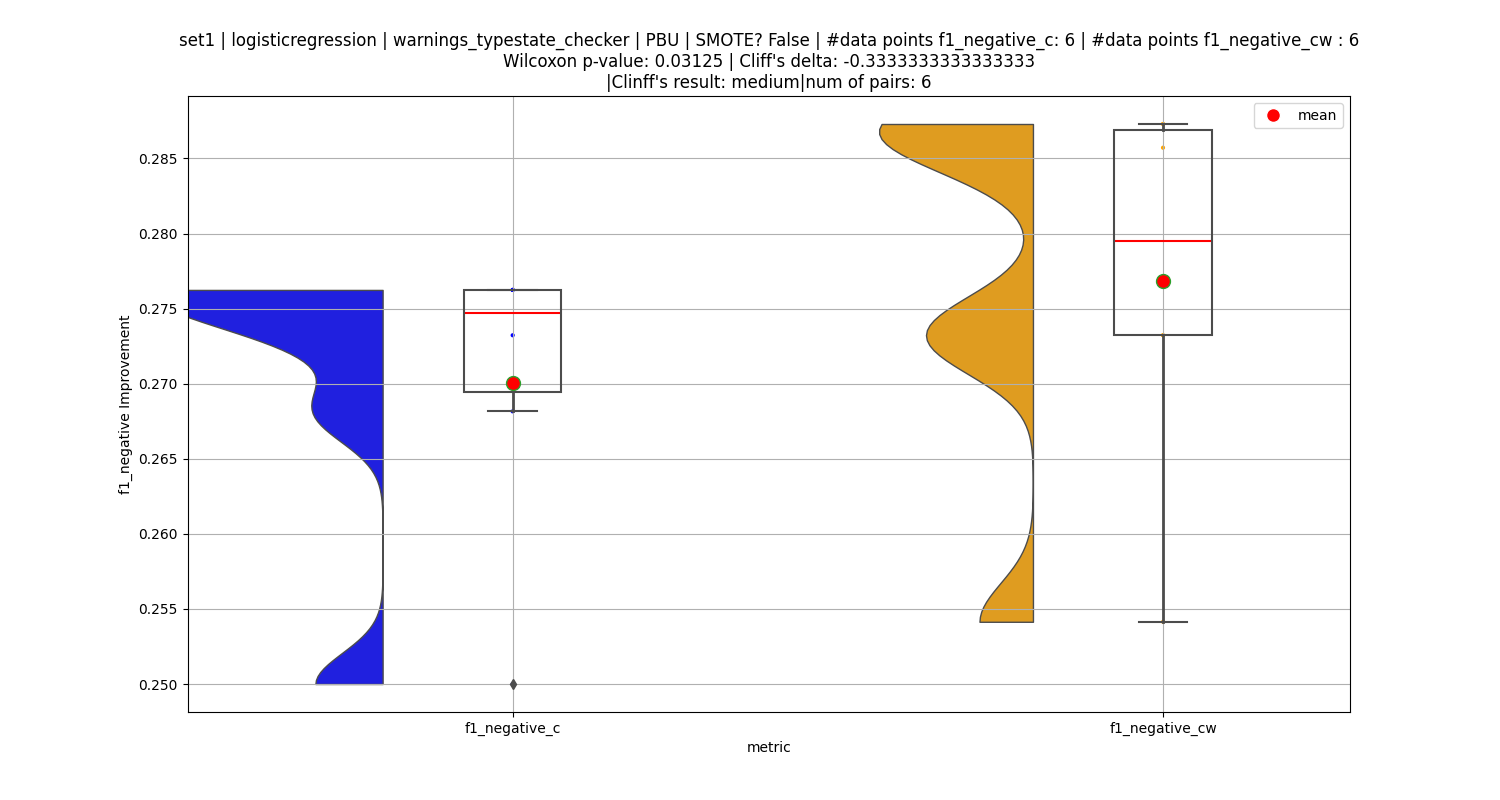 set1 | logisticregression | warnings_typestate_checker | PBU | SMOTE? False | #data points f1_negative_c: 6 | #data points f1_negative_cw : 6
Wilcoxon p-value: 0.03125 | Cliff's delta: -0.3333333333333333
|Clinff's result: medium|num of pairs: 6
mean
0.285
0.280
0.275
0.270
0.265
0.260
0.255
0.250
f1_negative Improvement
f1_negative_c
f1_negative_cw
metric